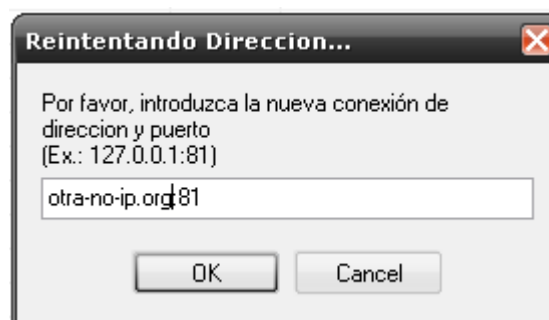 Reintentando Direccion...
Por favor, introduzca la nueva conexión de
direccion y puerto
(Ex.: 127.0.0.1:81)
otra-no-ip.org:81
OK
Cancel